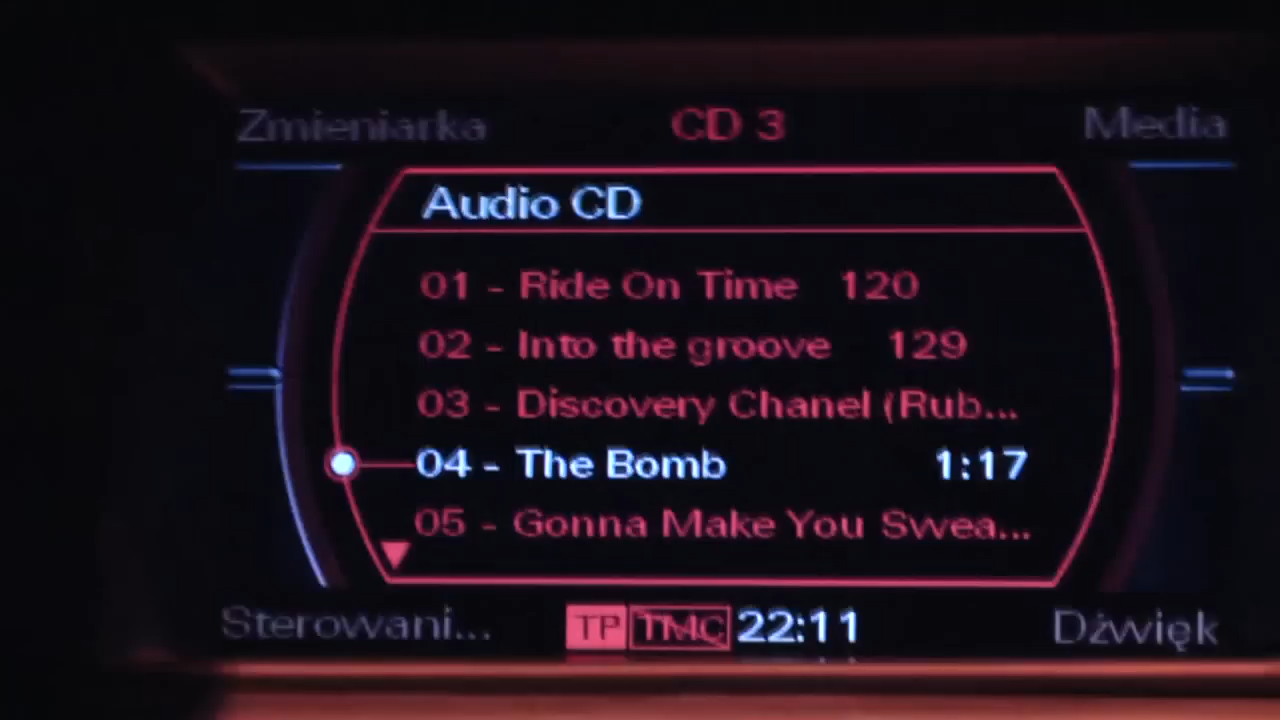 Zmieniarka CD 3 Media
Audio CD
01 - Ride On Time 120
02 - Into the groove 129
03 - Discovery Chanel (Rub...
04 - The Bomb 1:17
05 - Gonna Make You Swea...
Sterowani... TP TMC 22:11 Dźwięk